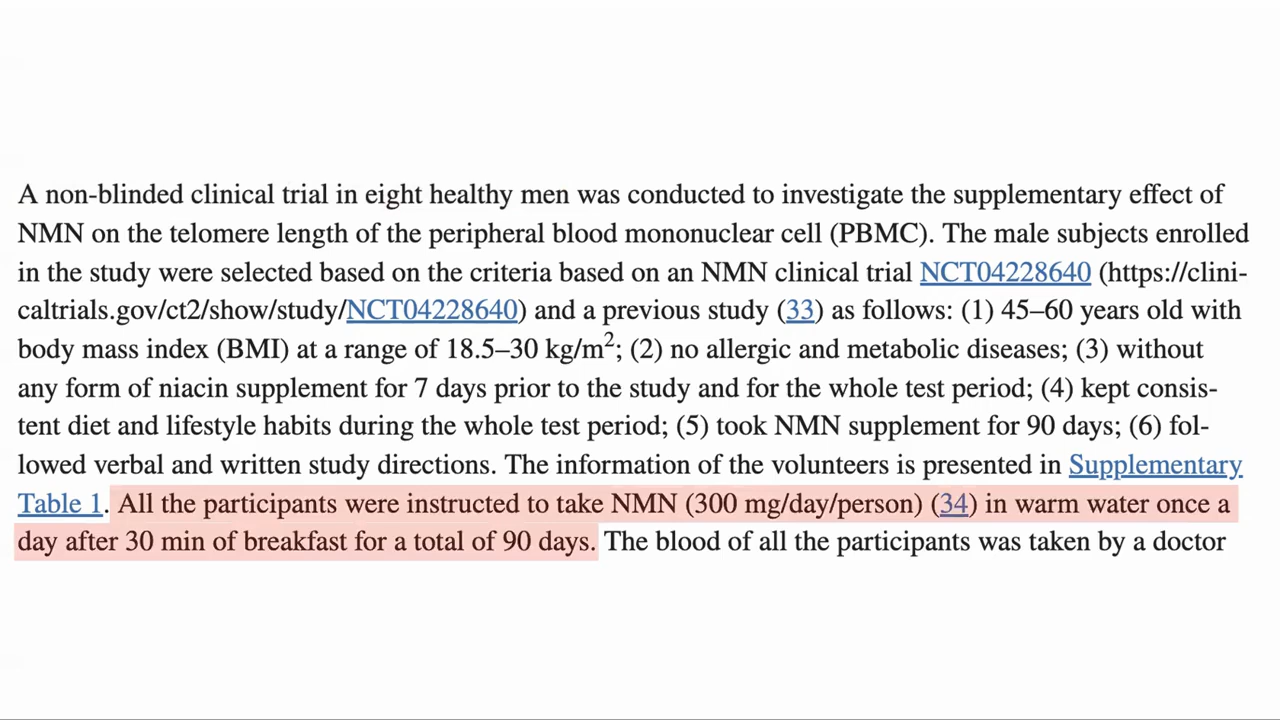 A non-blinded clinical trial in eight healthy men was conducted to investigate the supplementary effect of
NMN on the telomere length of the peripheral blood mononuclear cell (PBMC). The male subjects enrolled
in the study were selected based on the criteria based on an NMN clinical trial NCT04228640 (https://clini-
caltrials.gov/ct2/show/study/NCT04228640) and a previous study (33) as follows: (1) 45–60 years old with
body mass index (BMI) at a range of 18.5–30 kg/m²; (2) no allergic and metabolic diseases; (3) without
any form of niacin supplement for 7 days prior to the study and for the whole test period; (4) kept consis-
tent diet and lifestyle habits during the whole test period; (5) took NMN supplement for 90 days; (6) fol-
lowed verbal and written study directions. The information of the volunteers is presented in Supplementary
Table 1. All the participants were instructed to take NMN (300 mg/day/person) (34) in warm water once a
day after 30 min of breakfast for a total of 90 days. The blood of all the participants was taken by a doctor